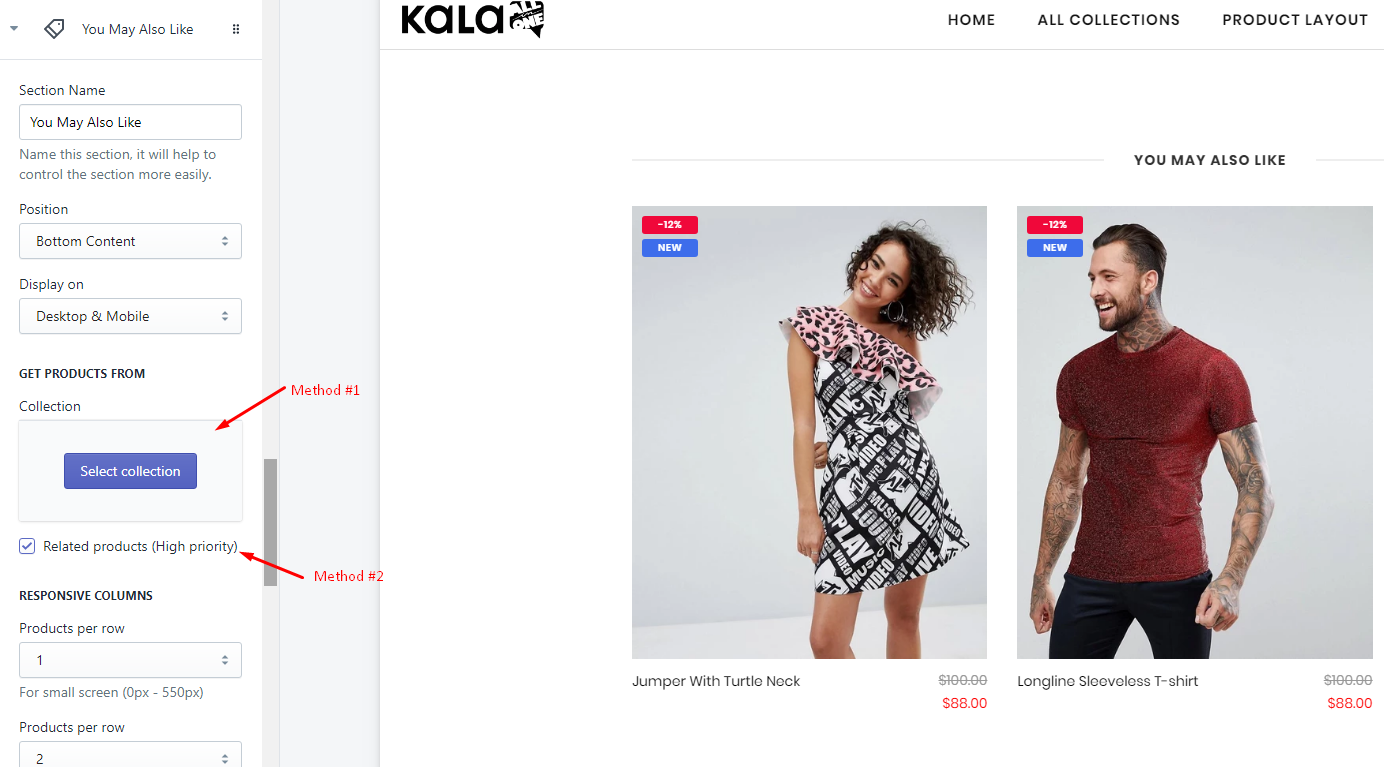 You May Also Like
Section Name
You May Also Like
Name this section, it will help to
control the section more easily.
Position
Bottom Content
Display on
Desktop & Mobile
GET PRODUCTS FROM
Collection
Method #1
Select collection
Related products (High priority)
Method #2
RESPONSIVE COLUMNS
Products per row
1
For small screen (0px - 550px)
Products per row
2
KALA ALL ONE
HOME ALL COLLECTIONS PRODUCT LAYOUT
YOU MAY ALSO LIKE
-12%
NEW
Jumper With Turtle Neck $100.00
$88.00
-12%
NEW
Longline Sleeveless T-shirt $100.00
$88.00